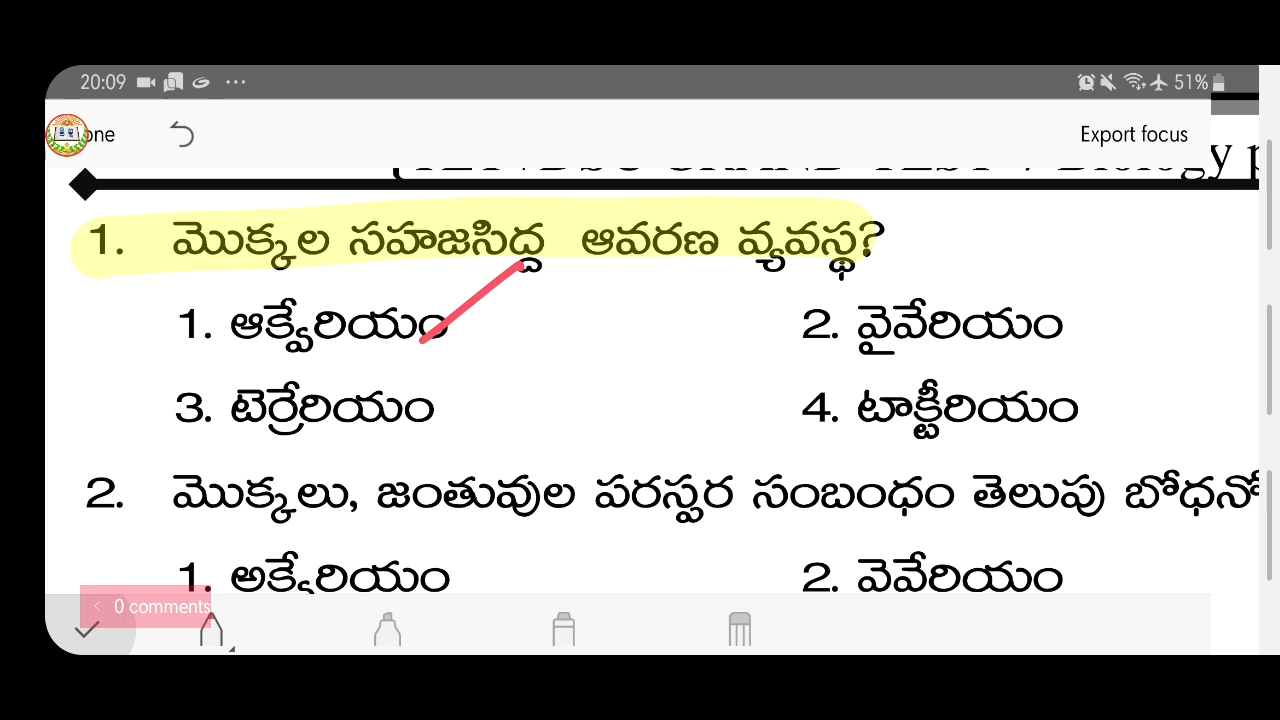 20:09 51%
one Export focus
1. మొక్కల సహజసిద్ధ ఆవరణ వ్యవస్థ?
1. ఆక్వేరియం 2. వైవేరియం
3. టెర్రేరియం 4. టాక్టీరియం
2. మొక్కలు, జంతువుల పరస్పర సంబంధం తెలుపు
1. అక్వేరియం 2. వెవేరియం
0 comments